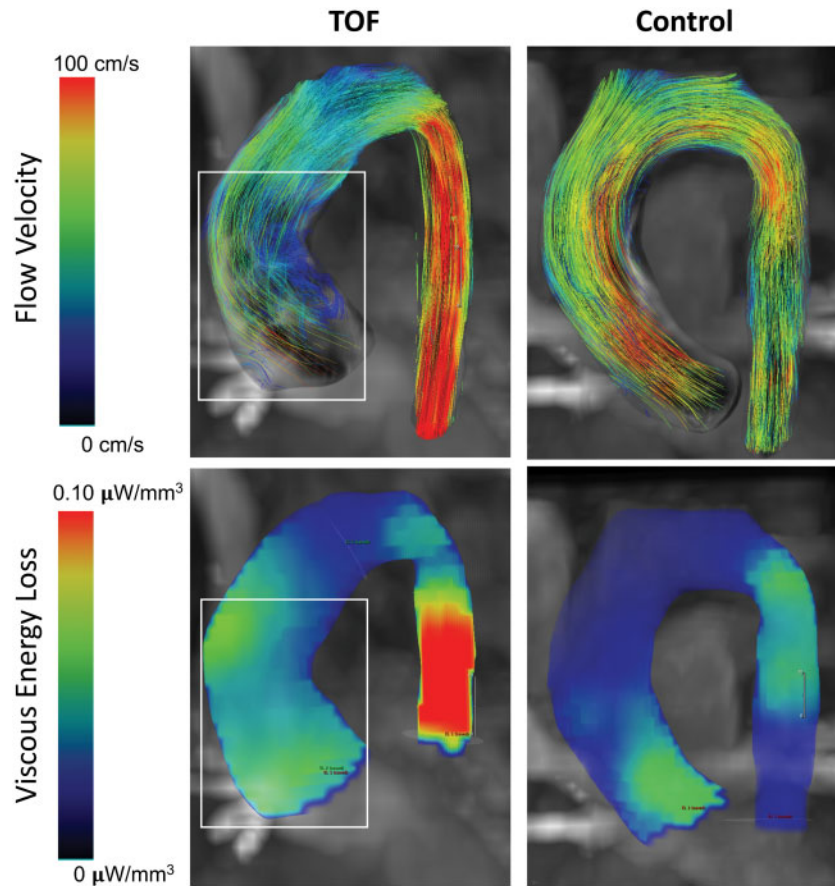 TOF
Control
100 cm/s
Flow Velocity
0 cm/s
0.10 µW/mm³
Viscous Energy Loss
0 µW/mm³